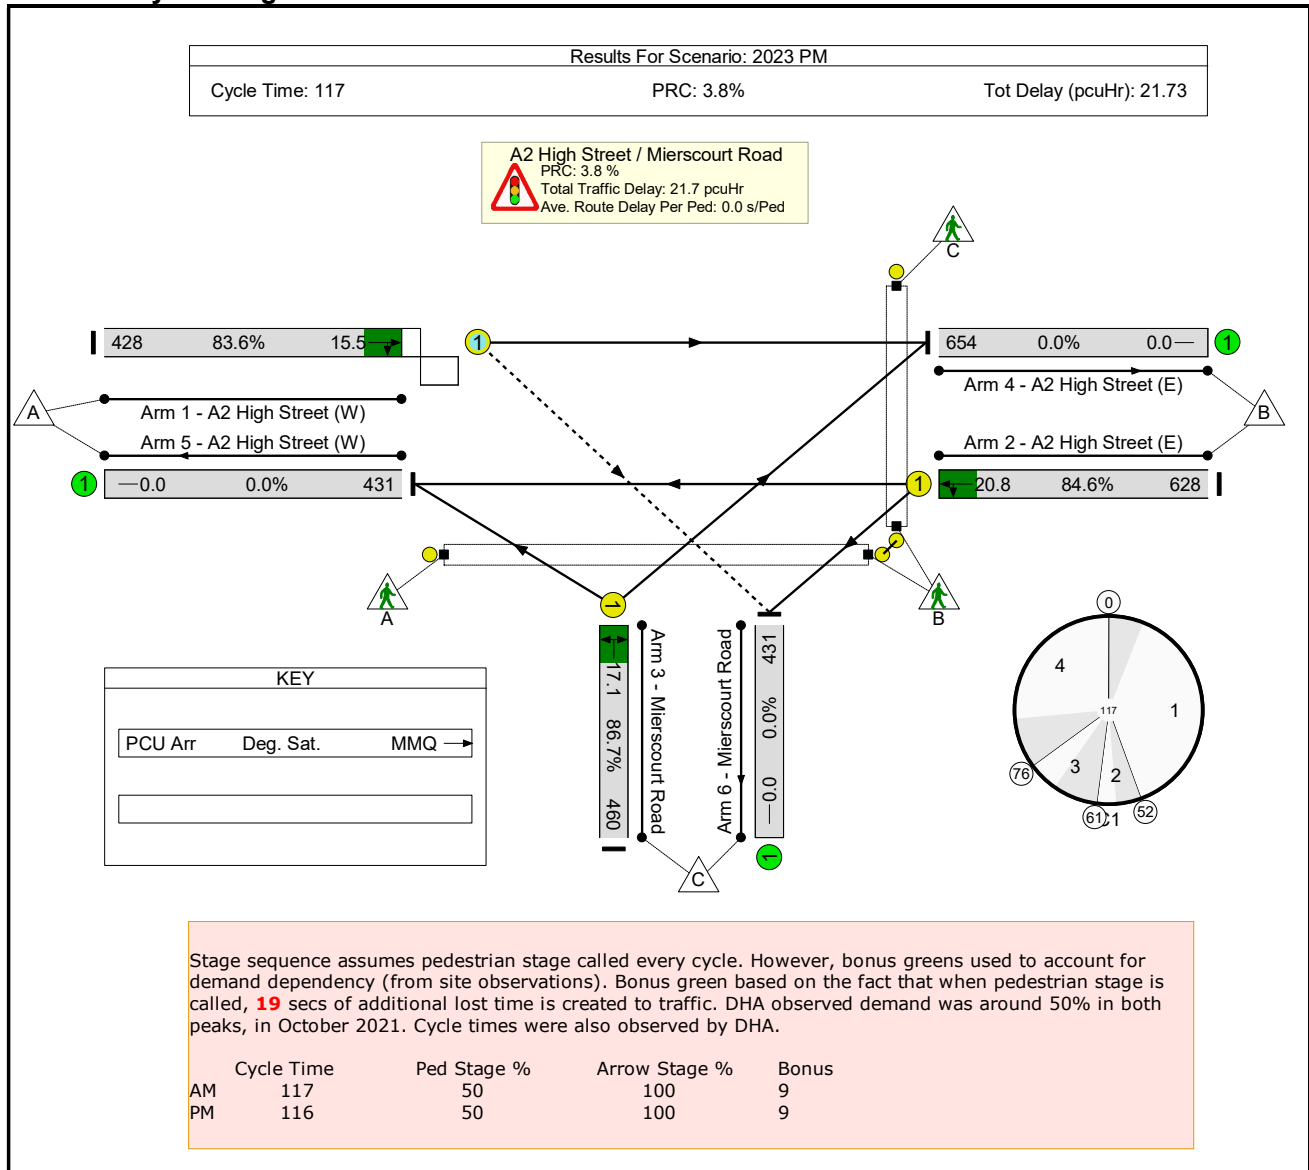 Results For Scenario: 2023 PM
Cycle Time: 117 PRC: 3.8% Tot Delay (pcuHr): 21.73
A2 High Street / Mierscourt Road
PRC: 3.8 %
Total Traffic Delay: 21.7 pcuHr
Ave. Route Delay Per Ped: 0.0 s/Ped
C
428 83.6% 15.5
1
654 0.0% 0.0
1
Arm 4 - A2 High Street (E)
A
Arm 1 - A2 High Street (W)
B
Arm 5 - A2 High Street (W)
Arm 2 - A2 High Street (E)
1
0.0 0.0% 431
1
20.8 84.6% 628
A
B
1
17.1 86.7% 460
Arm 3 - Mierscourt Road
Arm 6 - Mierscourt Road
0.0 0.0% 431
1
C
0
4
1
117
3
2
76
61
52
KEY
PCU Arr Deg. Sat. MMQ
Stage sequence assumes pedestrian stage called every cycle. However, bonus greens used to account for
demand dependency (from site observations). Bonus green based on the fact that when pedestrian stage is
called, 19 secs of additional lost time is created to traffic. DHA observed demand was around 50% in both
peaks, in October 2021. Cycle times were also observed by DHA.
Cycle Time Ped Stage % Arrow Stage % Bonus
AM 117 50 100 9
PM 116 50 100 9